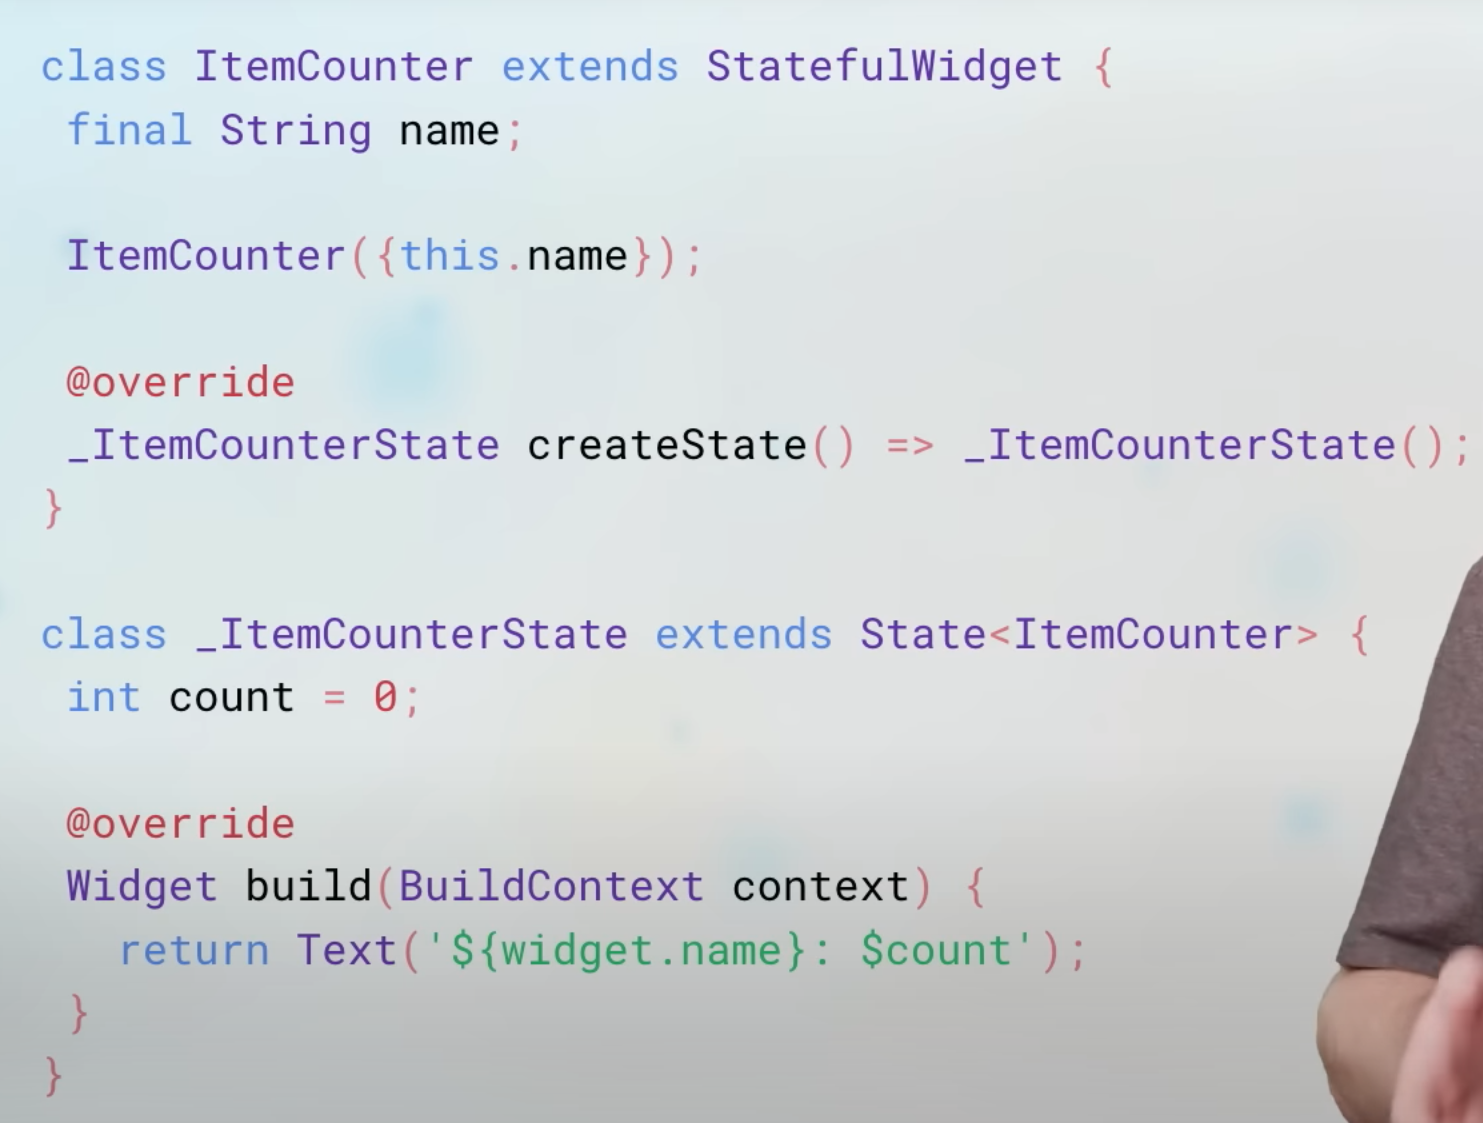 class ItemCounter extends StatefulWidget {
 final String name;

 ItemCounter({this.name});

 @override
 _ItemCounterState createState() => _ItemCounterState();
}

class _ItemCounterState extends State<ItemCounter> {
 int count = 0;

 @override
 Widget build(BuildContext context) {
   return Text('${widget.name}: $count');
 }
}